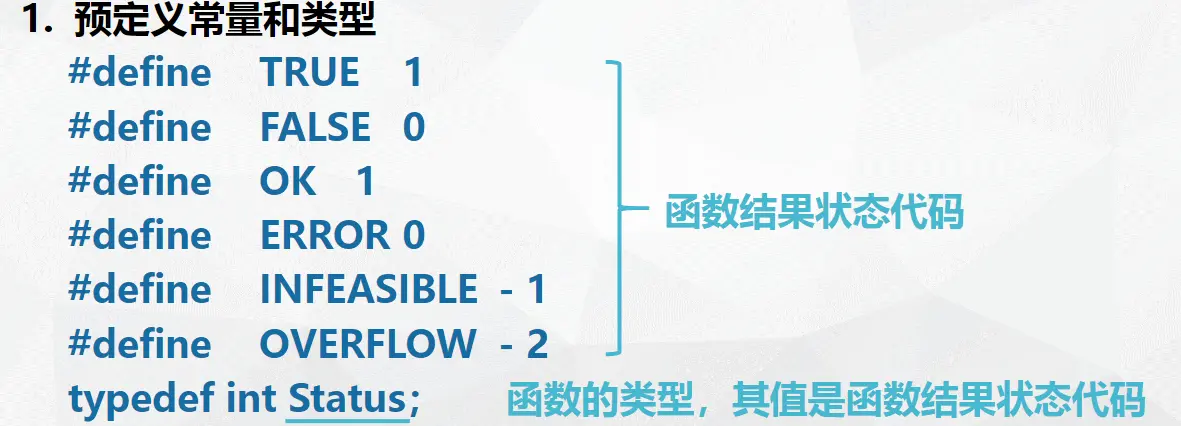 1. 预定义常量和类型
#define TRUE 1
#define FALSE 0
#define OK 1
#define ERROR 0
#define INFEASIBLE - 1
#define OVERFLOW - 2
函数结果状态代码
typedef int Status; 函数的类型，其值是函数结果状态代码